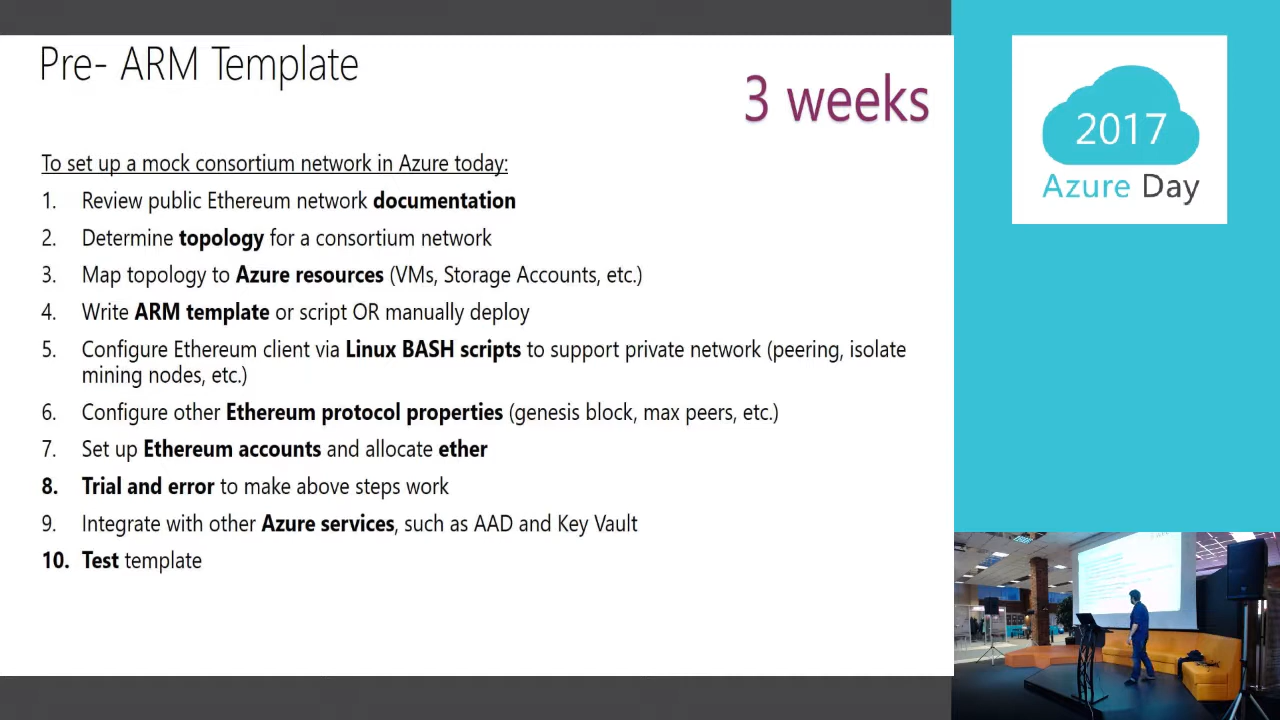 Pre- ARM Template
3 weeks
To set up a mock consortium network in Azure today:
1. Review public Ethereum network documentation
2. Determine topology for a consortium network
3. Map topology to Azure resources (VMs, Storage Accounts, etc.)
4. Write ARM template or script OR manually deploy
5. Configure Ethereum client via Linux BASH scripts to support private network (peering, isolate
mining nodes, etc.)
6. Configure other Ethereum protocol properties (genesis block, max peers, etc.)
7. Set up Ethereum accounts and allocate ether
8. Trial and error to make above steps work
9. Integrate with other Azure services, such as AAD and Key Vault
10. Test template
2017
Azure Day